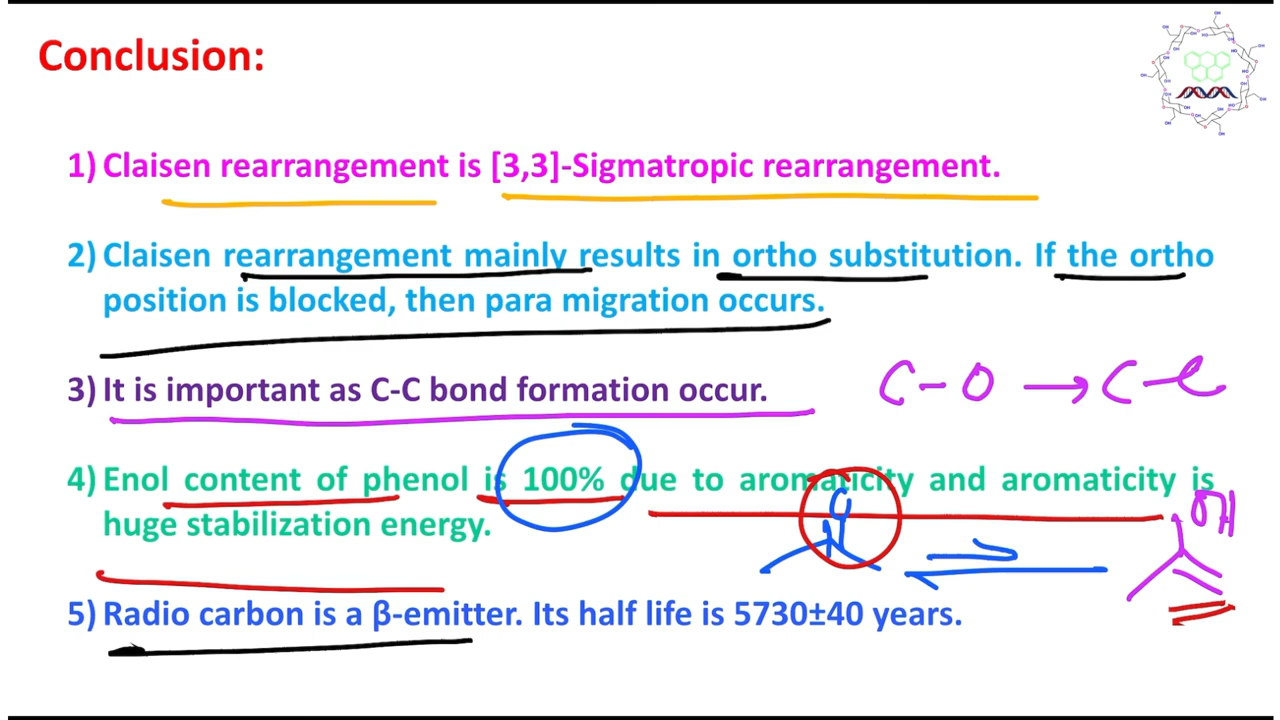 Conclusion:
1) Claisen rearrangement is [3,3]-Sigmatropic rearrangement.
2) Claisen rearrangement mainly results in ortho substitution. If the ortho
position is blocked, then para migration occurs.
3) It is important as C-C bond formation occur.
C-O → C-C
4) Enol content of phenol is 100% due to aromaticity and aromaticity is
huge stabilization energy.
OH
5) Radio carbon is a β-emitter. Its half life is 5730±40 years.